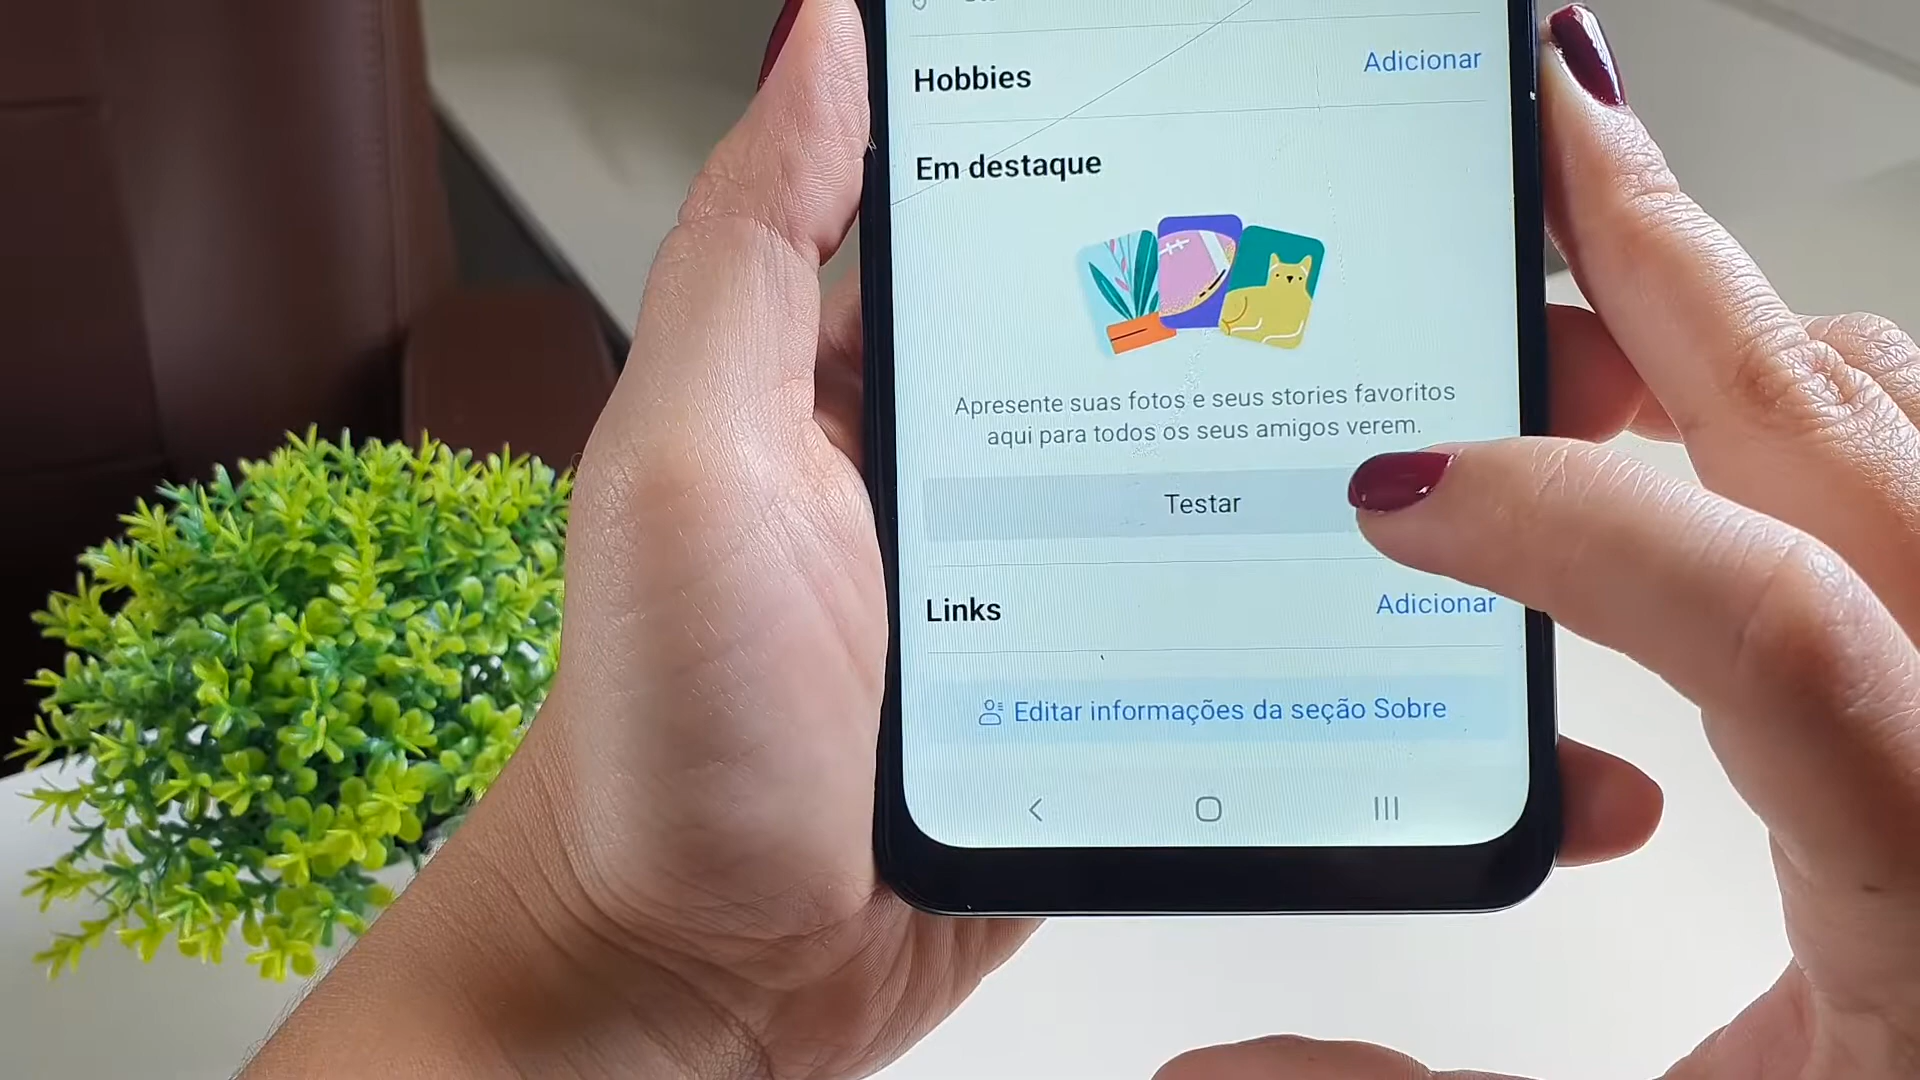 Hobbies
Adicionar
Em destaque
Apresente suas fotos e seus stories favoritos
aqui para todos os seus amigos verem.
Testar
Links
Adicionar
Editar informações da seção Sobre